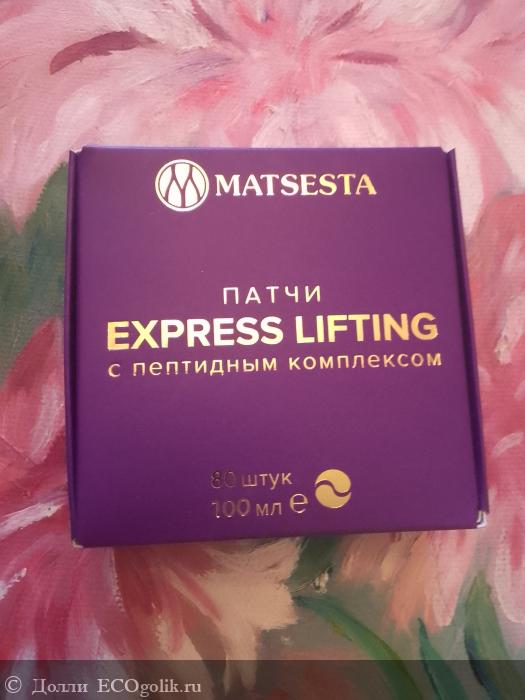 MATSESTA
ПАТЧИ
EXPRESS LIFTING
с пептидным комплексом
80 штук
100 мл e
© Долли ECOgolik.ru